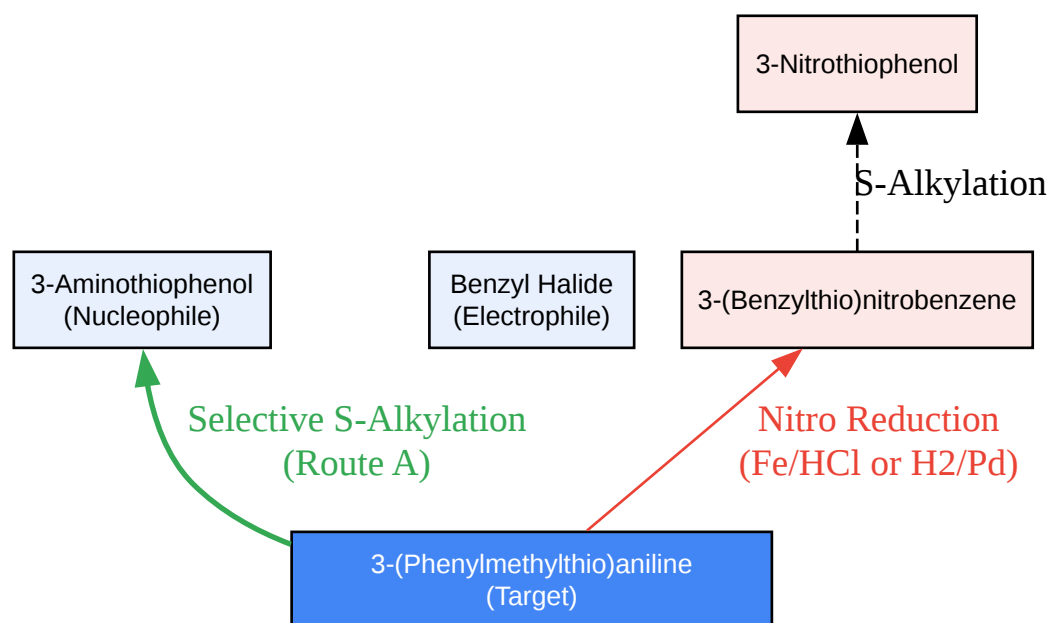 3-Nitrothiophenol
S-Alkylation
3-Aminothiophenol
(Nucleophile)
Benzyl Halide
(Electrophile)
3-(Benzylthio)nitrobenzene
Selective S-Alkylation
(Route A)
Nitro Reduction
(Fe/HCl or H2/Pd)
3-(Phenylmethylthio)aniline
(Target)